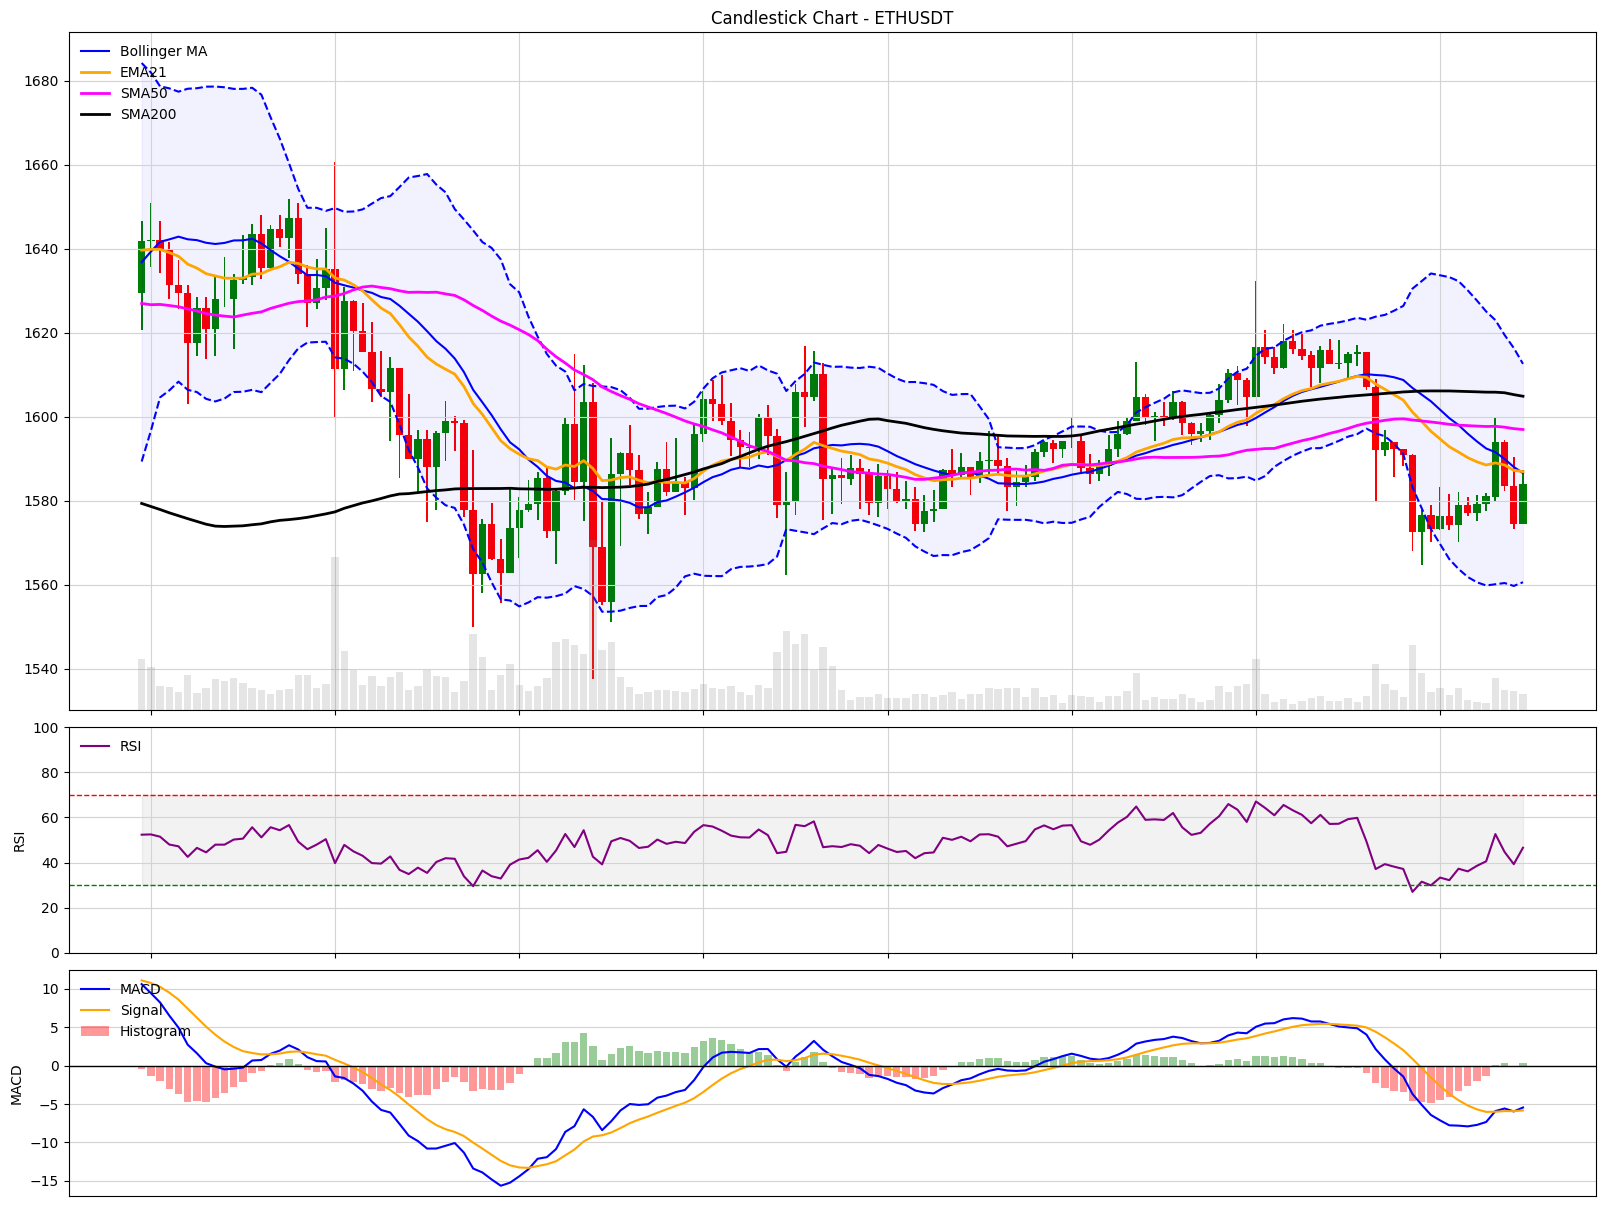 Candlestick Chart - ETHUSDT
Bollinger MA
EMA21
SMA50
SMA200
1680
1660
1640
1620
1600
1580
1560
1540
RSI
100
80
60
40
20
0
RSI
MACD
Signal
Histogram
10
5
0
−5
−10
−15
MACD